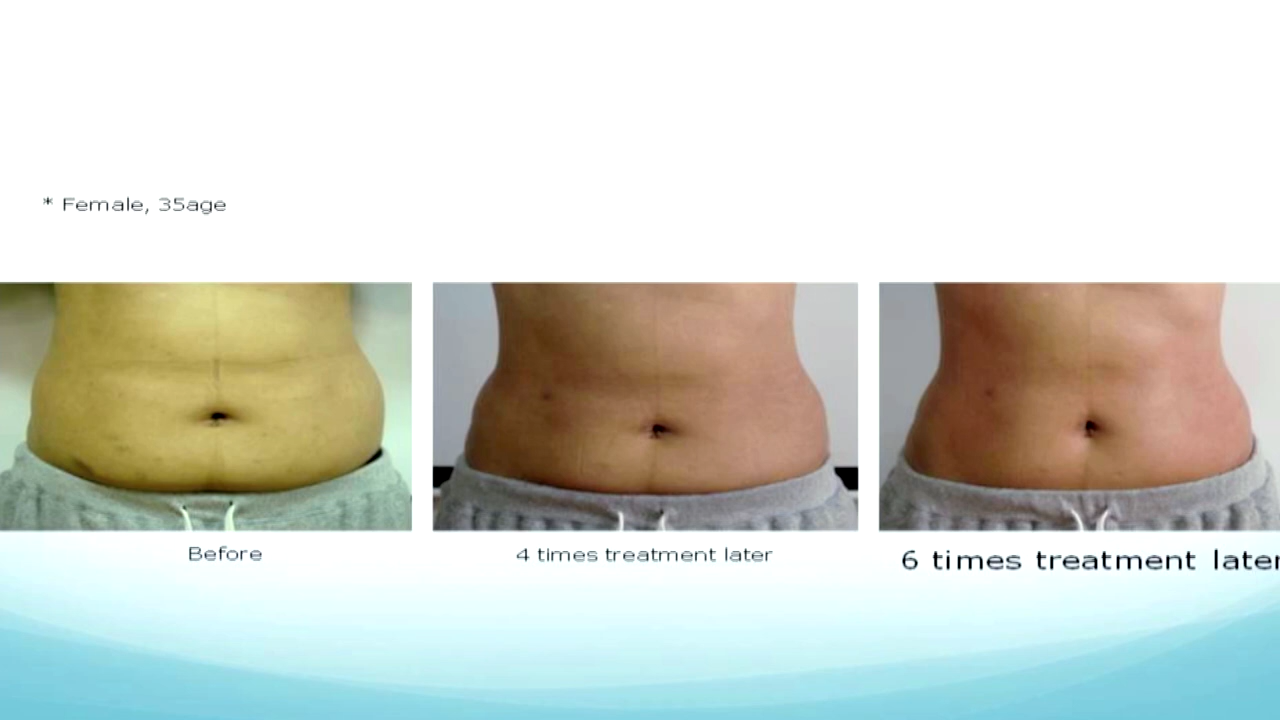 * Female, 35age
Before
4 times treatment later
6 times treatment later